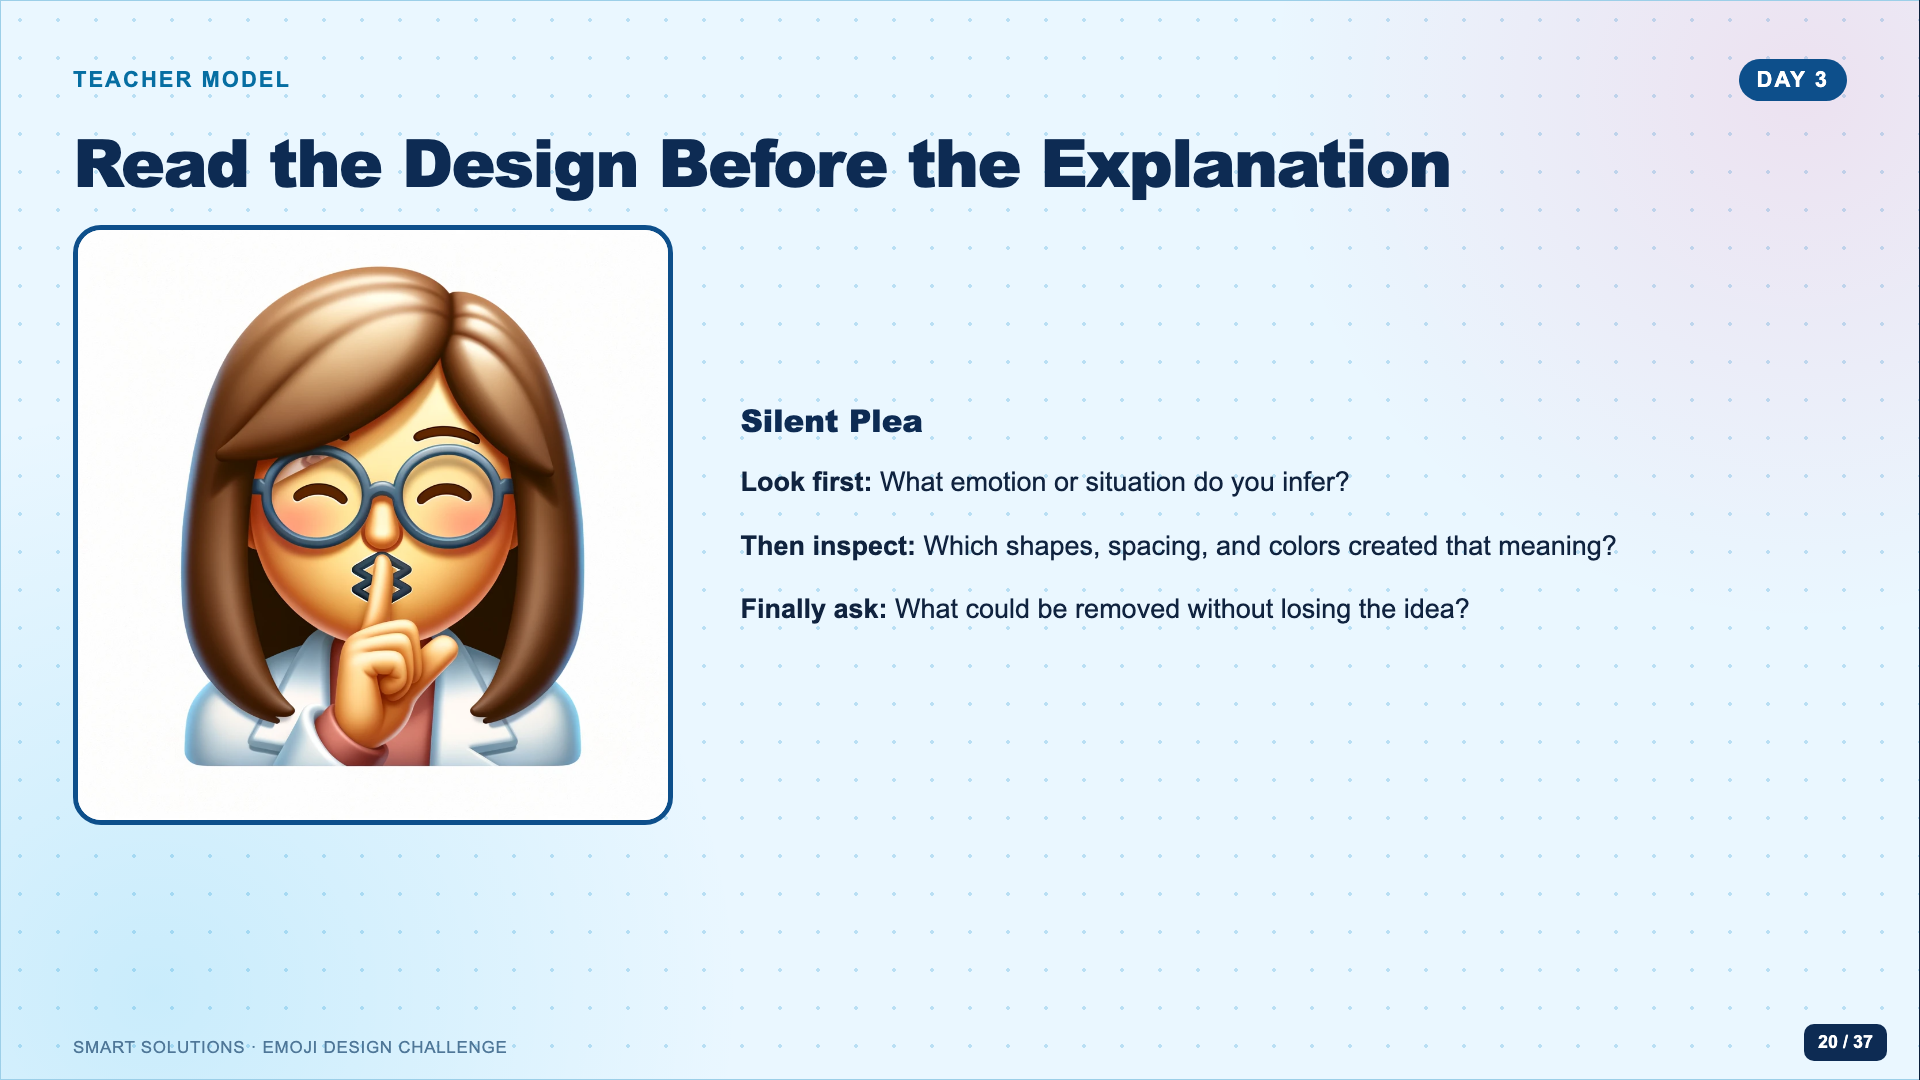 TEACHER MODEL
DAY 3
Read the Design Before the Explanation
Silent Plea
Look first: What emotion or situation do you infer?
Then inspect: Which shapes, spacing, and colors created that meaning?
Finally ask: What could be removed without losing the idea?
SMART SOLUTIONS · EMOJI DESIGN CHALLENGE
20 / 37